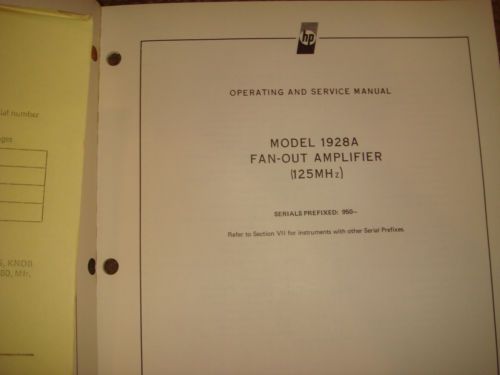 hp
OPERATING AND SERVICE MANUAL
MODEL 1928A
FAN-OUT AMPLIFIER
(125MHz)
SERIALS PREFIXED: 950-
Refer to Section VII for instruments with other Serial Prefixes.
number
KNOB
Mfr.